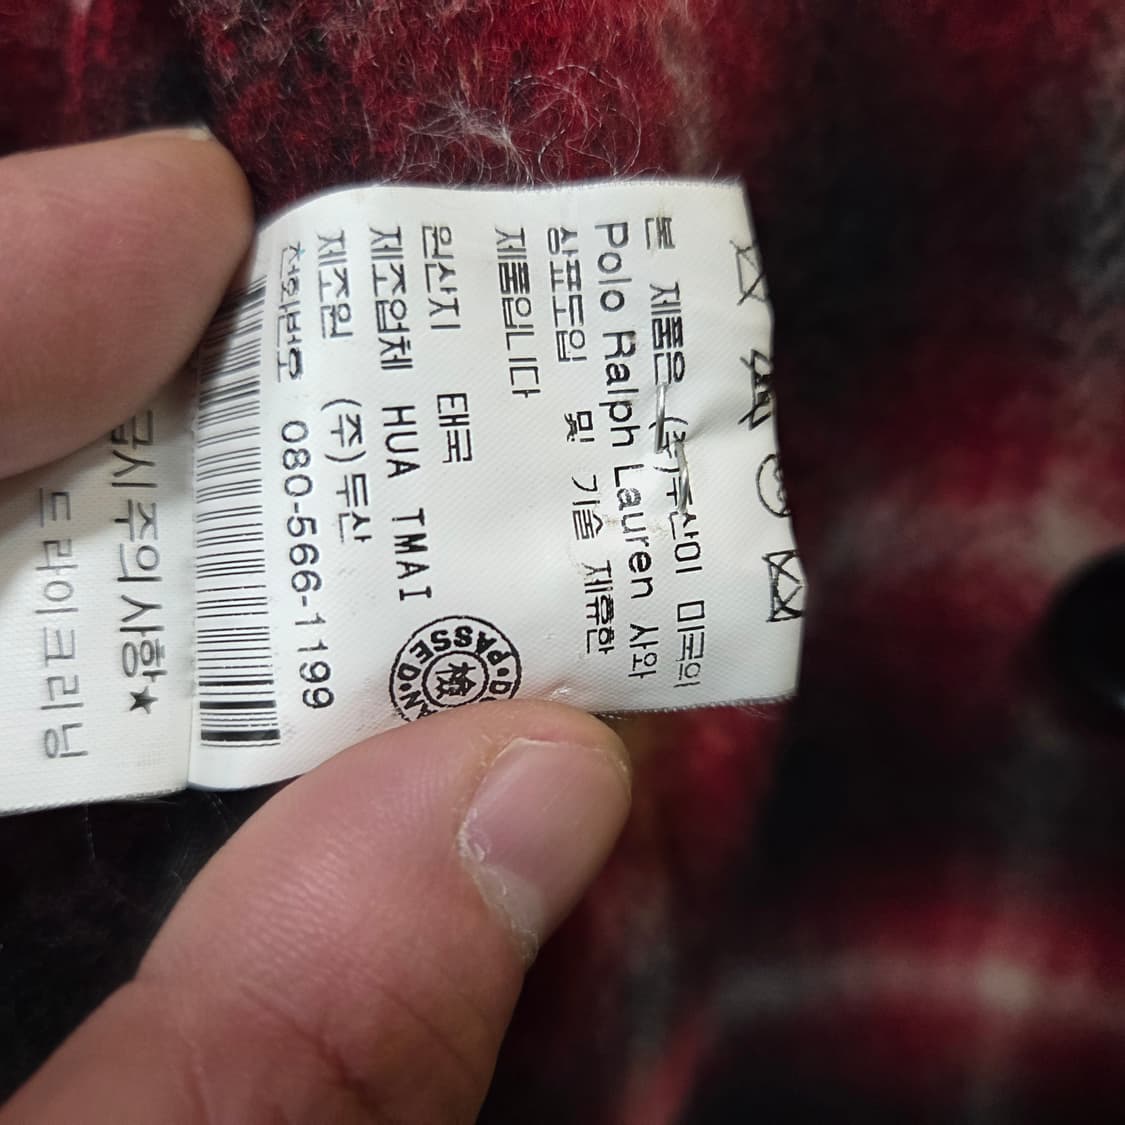 본 제품은 (주)두산이 미국의
Polo Ralph Lauren 사와
상표도입 및 기술 제휴한
제품입니다
원산지 태국
제조업체 HUA TMAI
제조원 (주)두산
전화번호 080-566-1199
PASSED
檢
급시주의사항★
드라이크리닝